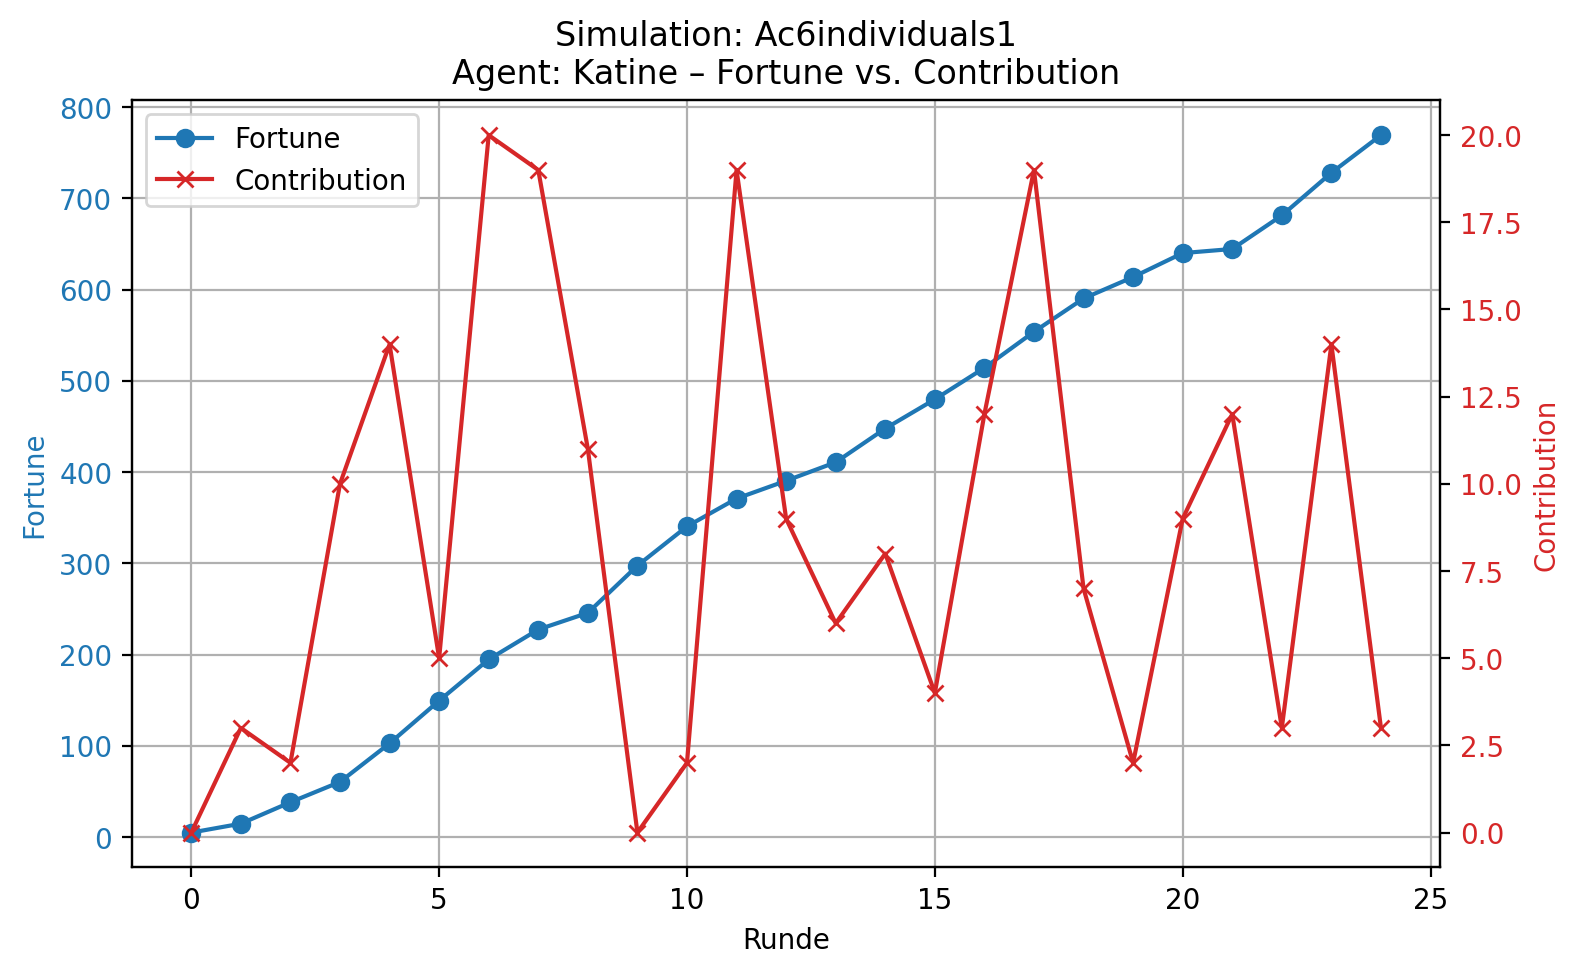 Simulation: Ac6individuals1
Agent: Katine – Fortune vs. Contribution
Fortune
Contribution
800
700
600
500
400
300
200
100
0
Fortune
20.0
17.5
15.0
12.5
10.0
7.5
5.0
2.5
0.0
Contribution
0 5 10 15 20 25
Runde